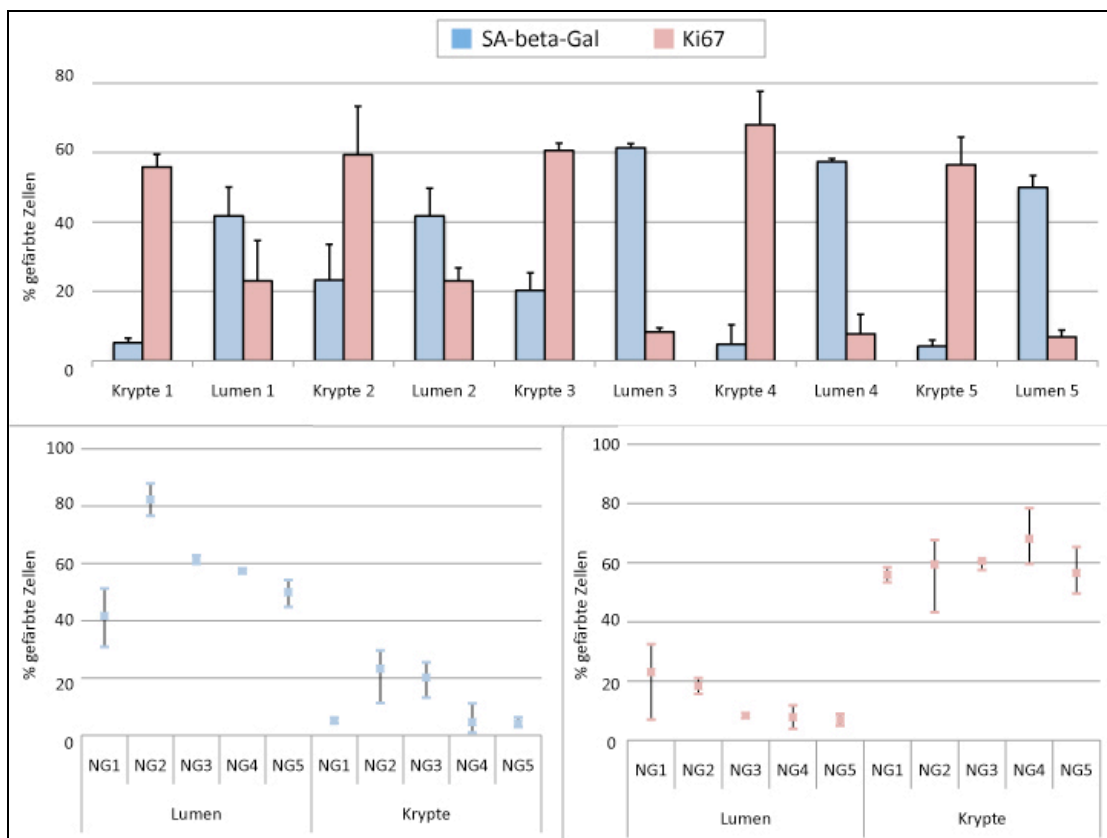 SA-beta-Gal Ki67
% gefärbte Zellen
80
60
40
20
0
Krypte 1 Lumen 1 Krypte 2 Lumen 2 Krypte 3 Lumen 3 Krypte 4 Lumen 4 Krypte 5 Lumen 5
% gefärbte Zellen
100
80
60
40
20
0
NG1 NG2 NG3 NG4 NG5 NG1 NG2 NG3 NG4 NG5
Lumen Krypte
% gefärbte Zellen
100
80
60
40
20
0
NG1 NG2 NG3 NG4 NG5 NG1 NG2 NG3 NG4 NG5
Lumen Krypte